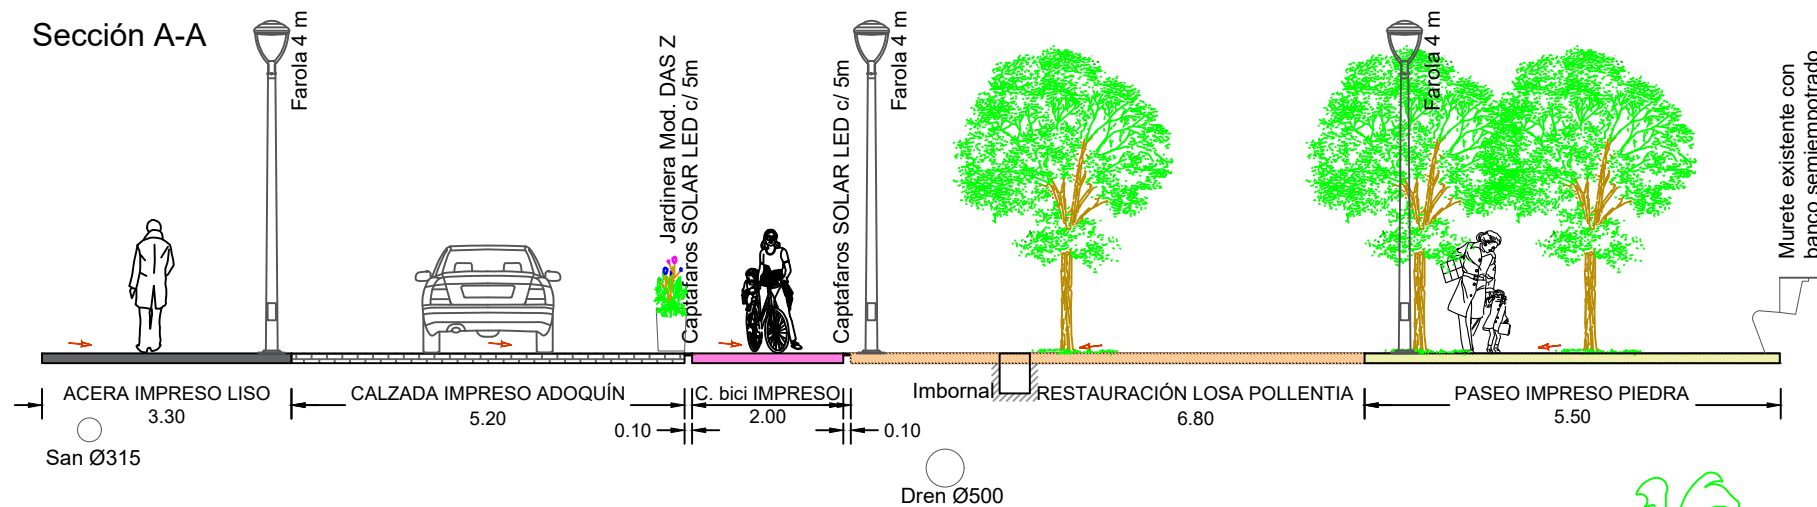 Sección A-A
Farola 4 m
Jardinera Mod. DAS Z
Captafaros SOLAR LED c/ 5m
Captafaros SOLAR LED c/ 5m
Farola 4 m
Farola 4 m
Murete existente con
banco semiempotrado
ACERA IMPRESO LISO
3.30
CALZADA IMPRESO ADOQUÍN
5.20
0.10
C. bici IMPRESO
2.00
0.10
Imbornal
RESTAURACIÓN LOSA POLLENTIA
6.80
PASEO IMPRESO PIEDRA
5.50
San Ø315
Dren Ø500